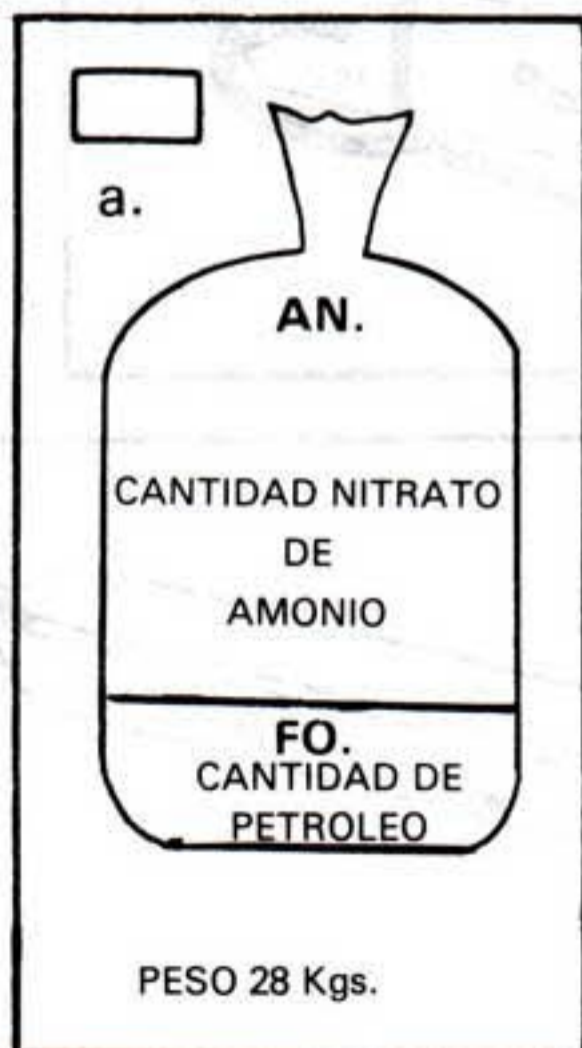 a.
AN.
CANTIDAD NITRATO
DE
AMONIO
FO.
CANTIDAD DE
PETROLEO
PESO 28 Kgs.